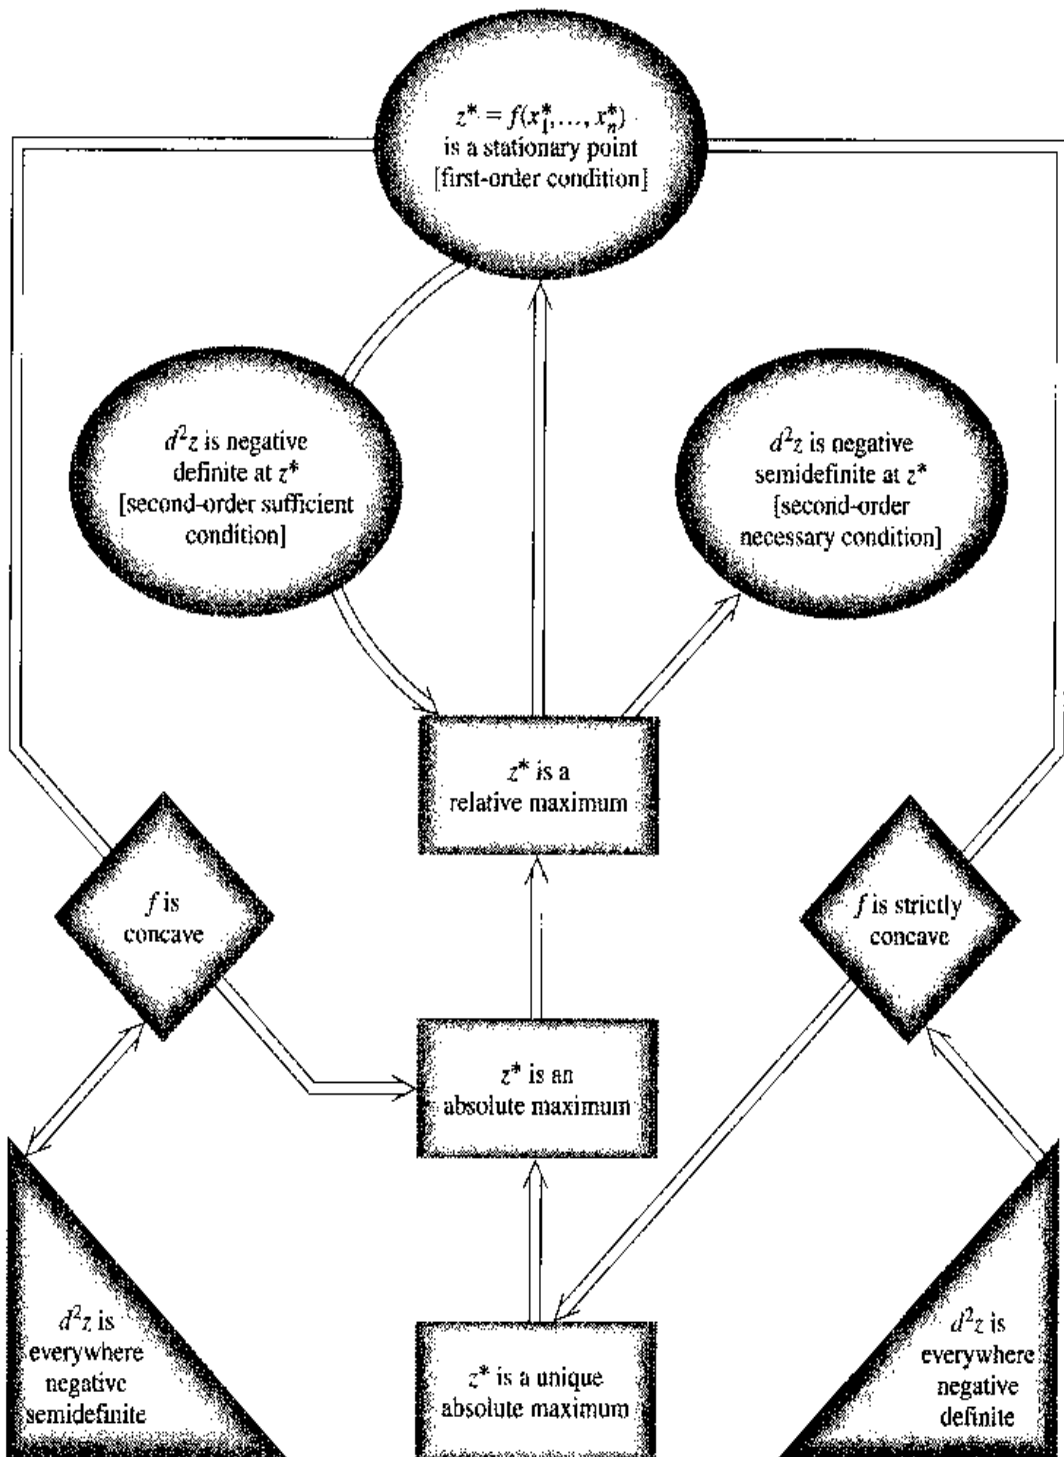 z* = f(x₁*,..., xₙ*)
is a stationary point
[first-order condition]
d²z is negative
definite at z*
[second-order sufficient
condition]
d²z is negative
semidefinite at z*
[second-order
necessary condition]
z* is a
relative maximum
f is
concave
f is strictly
concave
z* is an
absolute maximum
d²z is
everywhere
negative
semidefinite
z* is a unique
absolute maximum
d²z is
everywhere
negative
definite